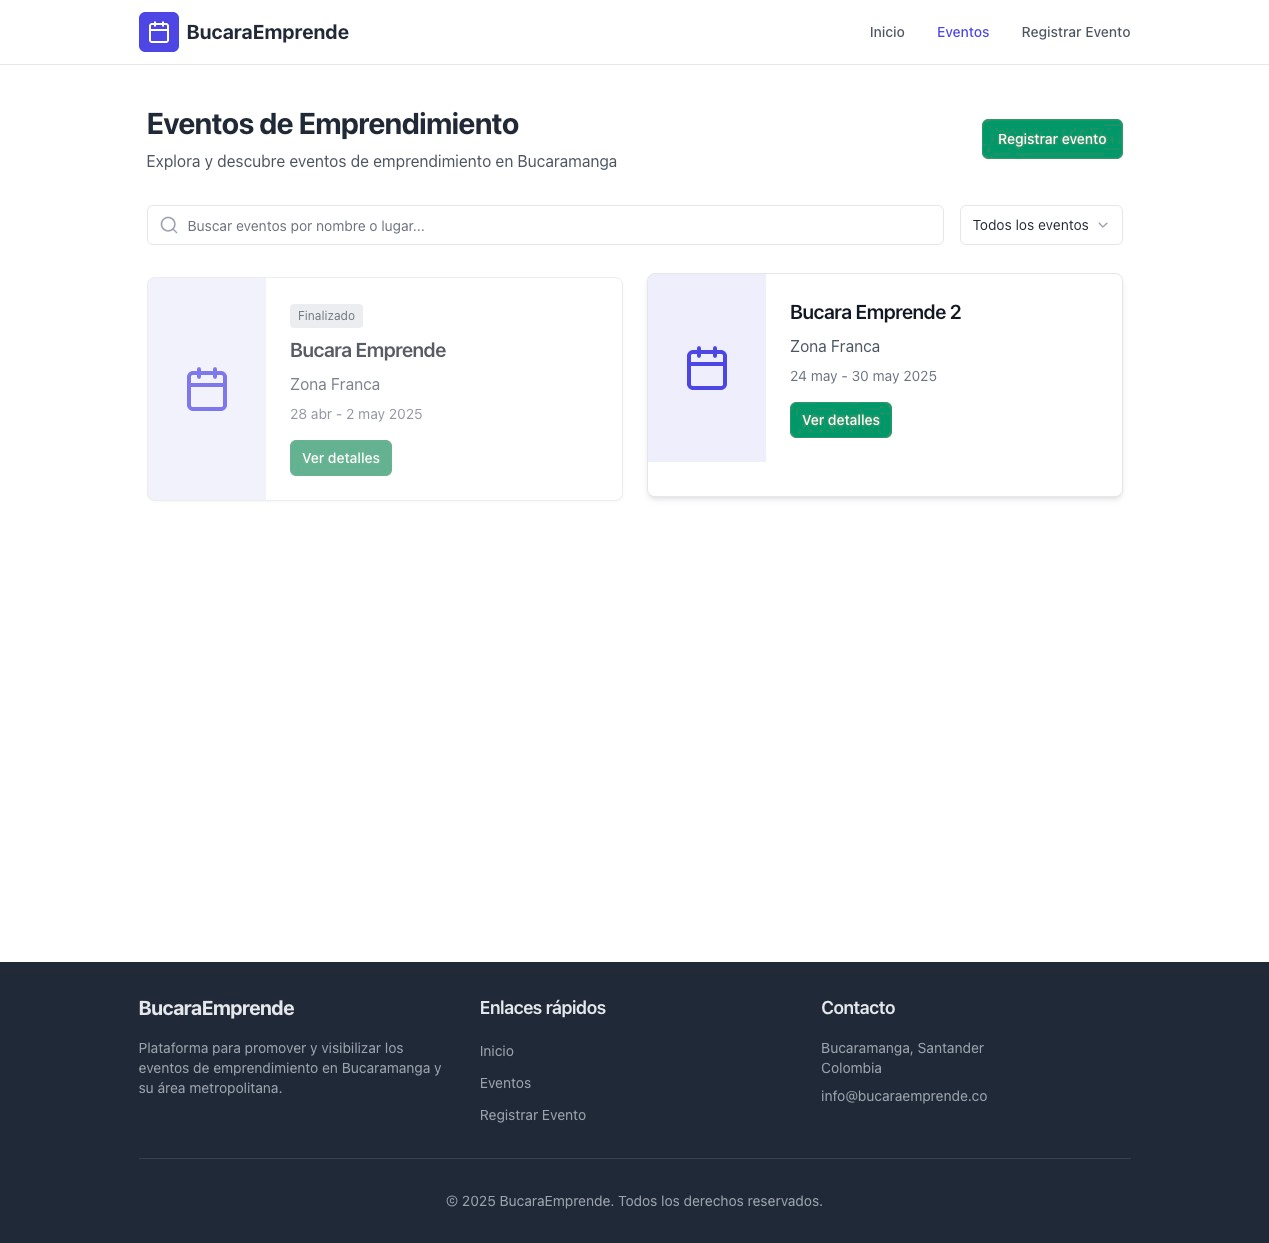 BucaraEmprende
Inicio
Eventos
Registrar Evento
Eventos de Emprendimiento
Explora y descubre eventos de emprendimiento en Bucaramanga
Registrar evento
Buscar eventos por nombre o lugar...
Todos los eventos
Finalizado
Bucara Emprende
Zona Franca
28 abr - 2 may 2025
Ver detalles
Bucara Emprende 2
Zona Franca
24 may - 30 may 2025
Ver detalles
BucaraEmprende
Plataforma para promover y visibilizar los
eventos de emprendimiento en Bucaramanga y
su área metropolitana.
Enlaces rápidos
Inicio
Eventos
Registrar Evento
Contacto
Bucaramanga, Santander
Colombia
info@bucaraemprende.co
© 2025 BucaraEmprende. Todos los derechos reservados.